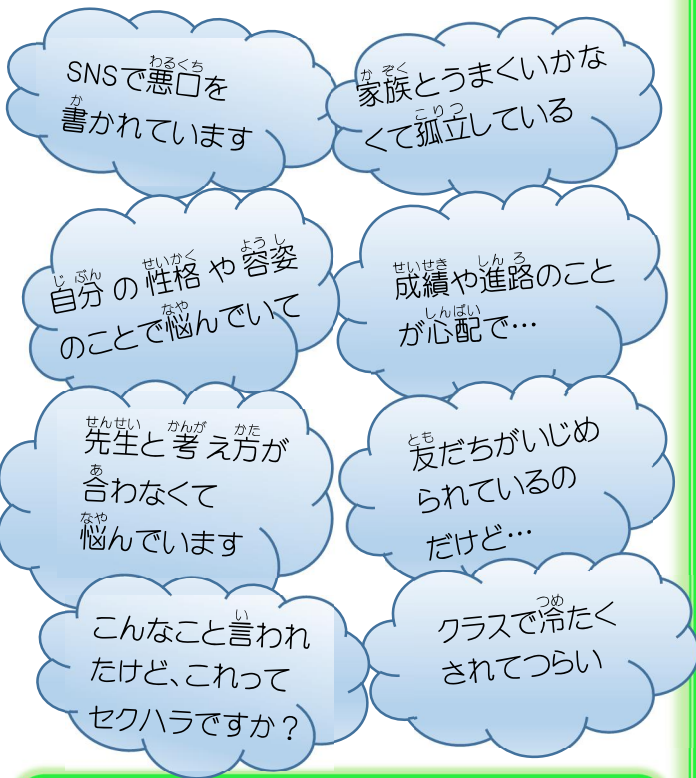 SNSで悪口を
書かれています
家族とうまくいかな
くて孤立している
自分の性格や容姿
のことで悩んでいて
成績や進路のこと
が心配で…
先生と考え方が
合わなくて
悩んでいます
友だちがいじめ
られているの
だけど…
こんなこと言われ
たけど、これって
セクハラですか？
クラスで冷たく
されてつらい